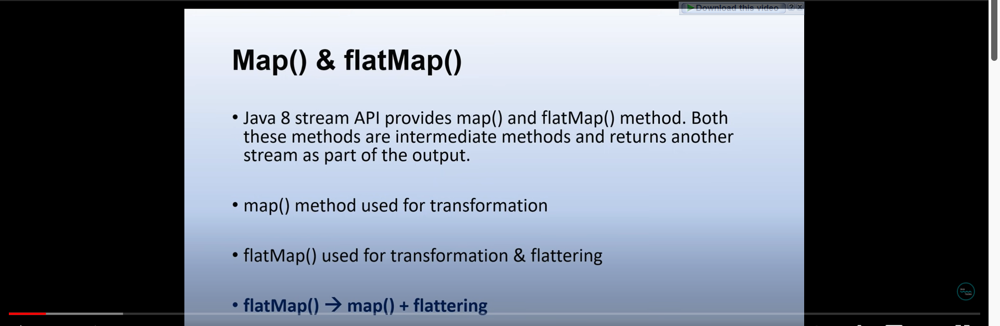 Download this video ? x
Map() & flatMap()
• Java 8 stream API provides map() and flatMap() method. Both
these methods are intermediate methods and returns another
stream as part of the output.
• map() method used for transformation
• flatMap() used for transformation & flattering
• flatMap() → map() + flattering